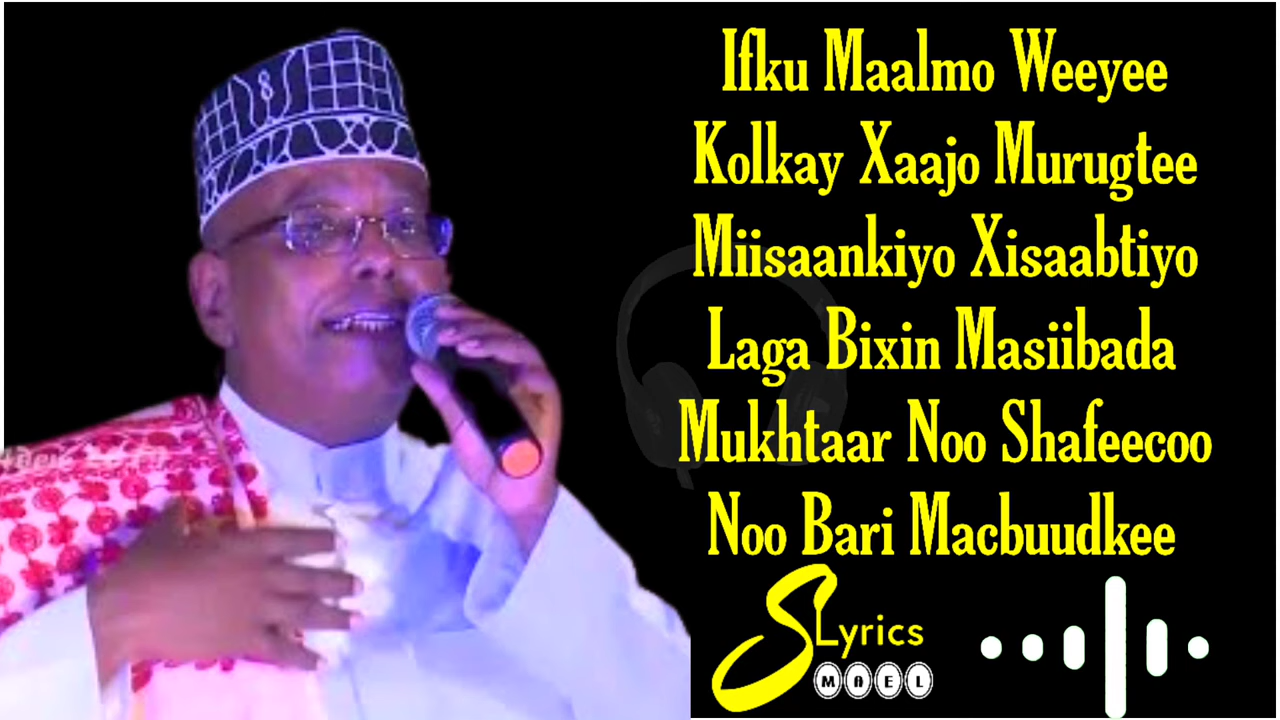 Ifku Maalmo Weeyee
Kolkay Xaajo Murugtee
Miisaankiyo Xisaabtiyo
Laga Bixin Masiibada
Mukhtaar Noo Shafeecoo
Noo Bari Macbuudkee
SLyrics
MAEL